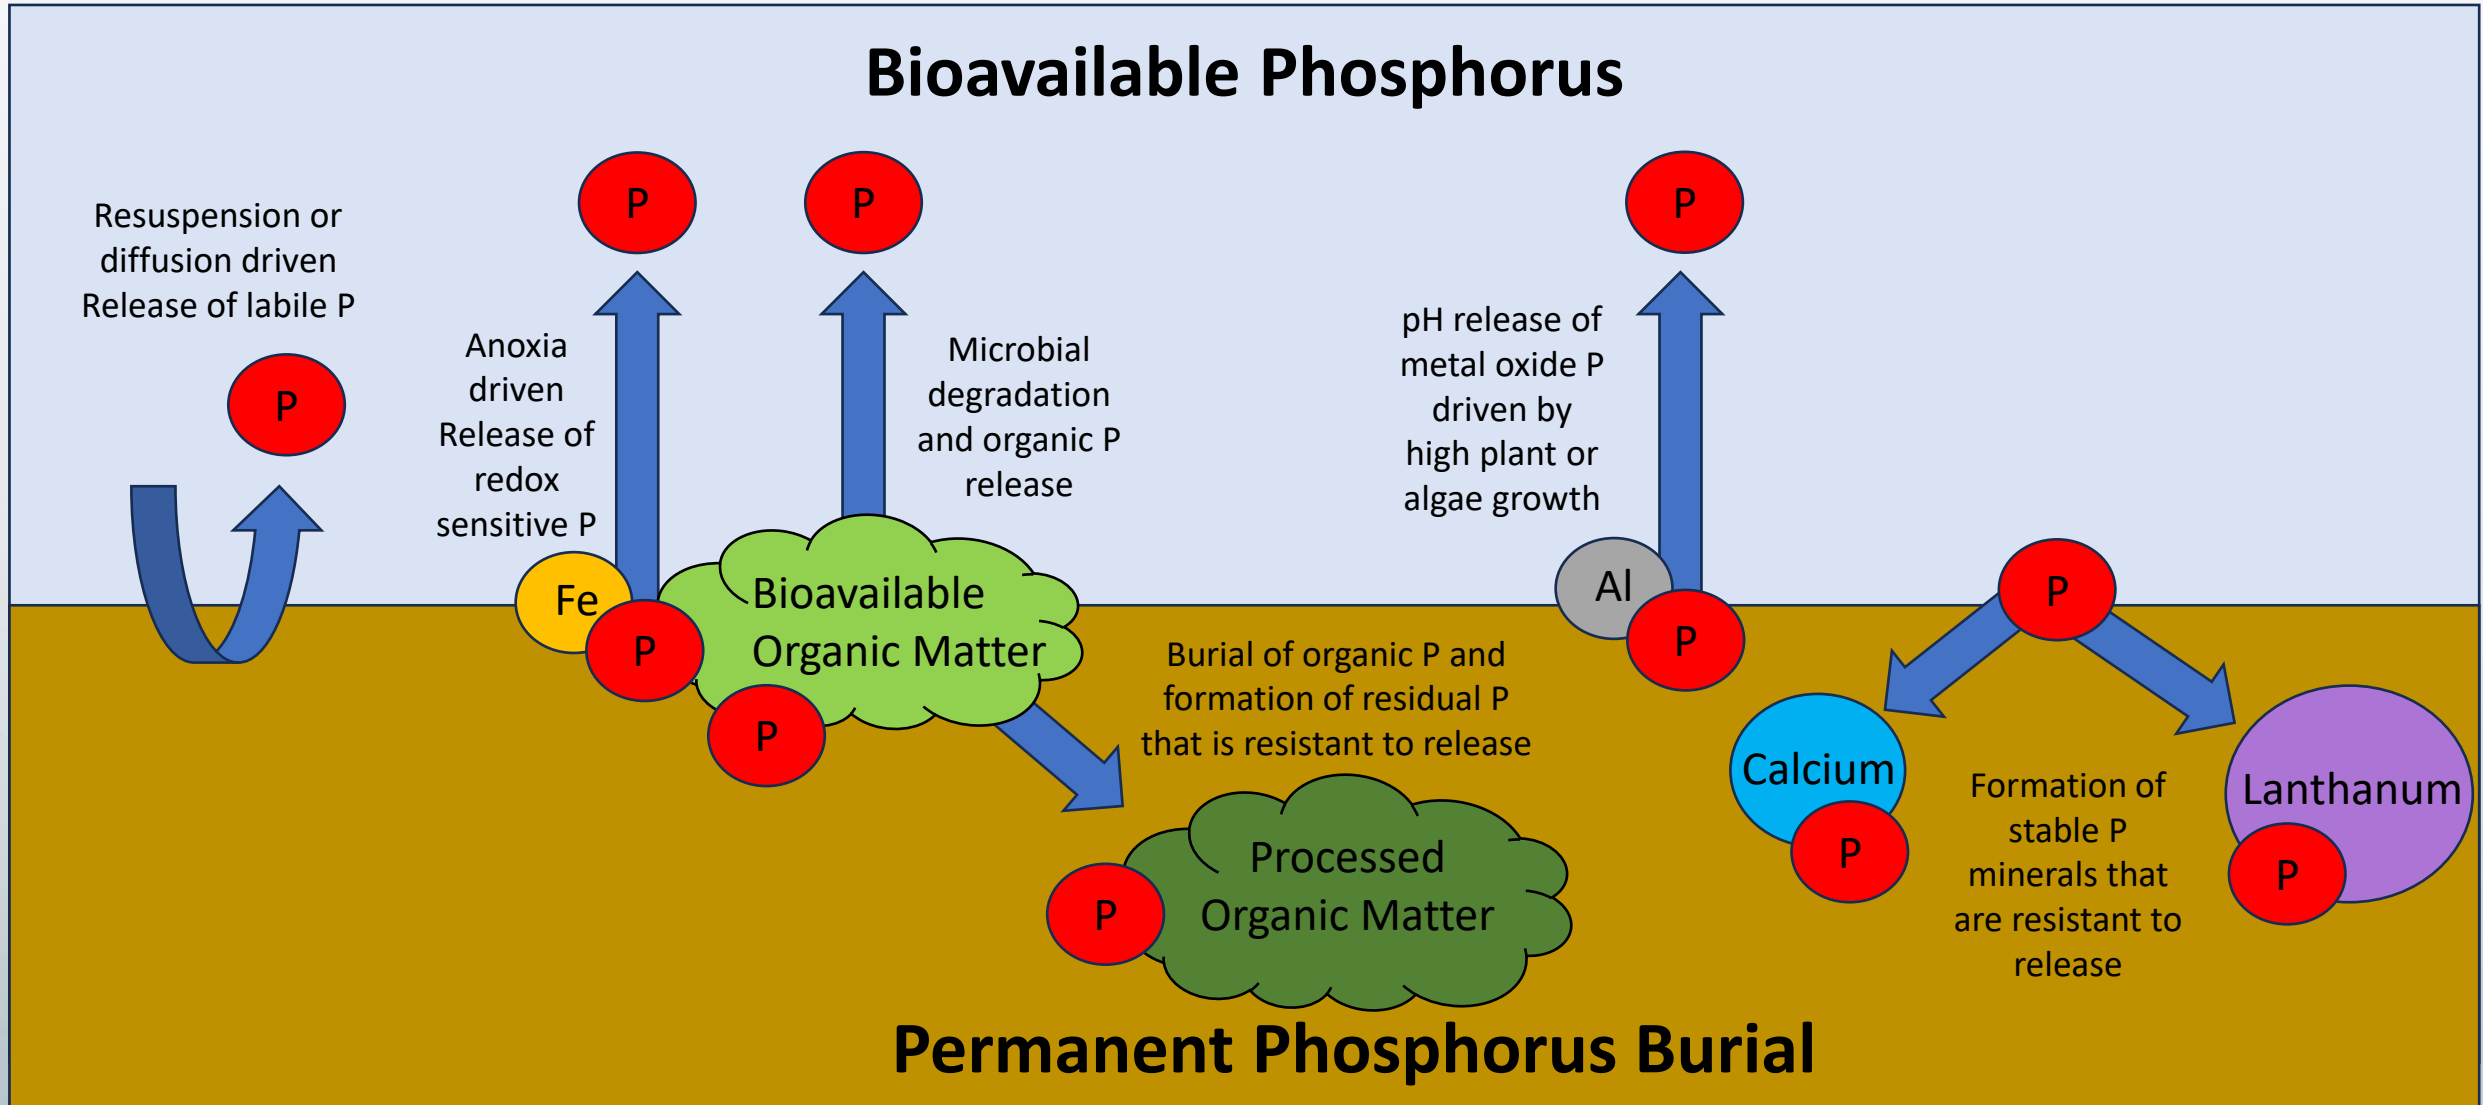 Bioavailable Phosphorus
Resuspension or
diffusion driven
Release of labile P
P
P
Anoxia
driven
Release of
redox
sensitive P
P
Microbial
degradation
and organic P
release
P
pH release of
metal oxide P
driven by
high plant or
algae growth
Fe
P
Bioavailable
Organic Matter
P
Burial of organic P and
formation of residual P
that is resistant to release
Processed
Organic Matter
P
Al
P
P
Calcium
P
Formation of
stable P
minerals that
are resistant to
release
Lanthanum
P
Permanent Phosphorus Burial